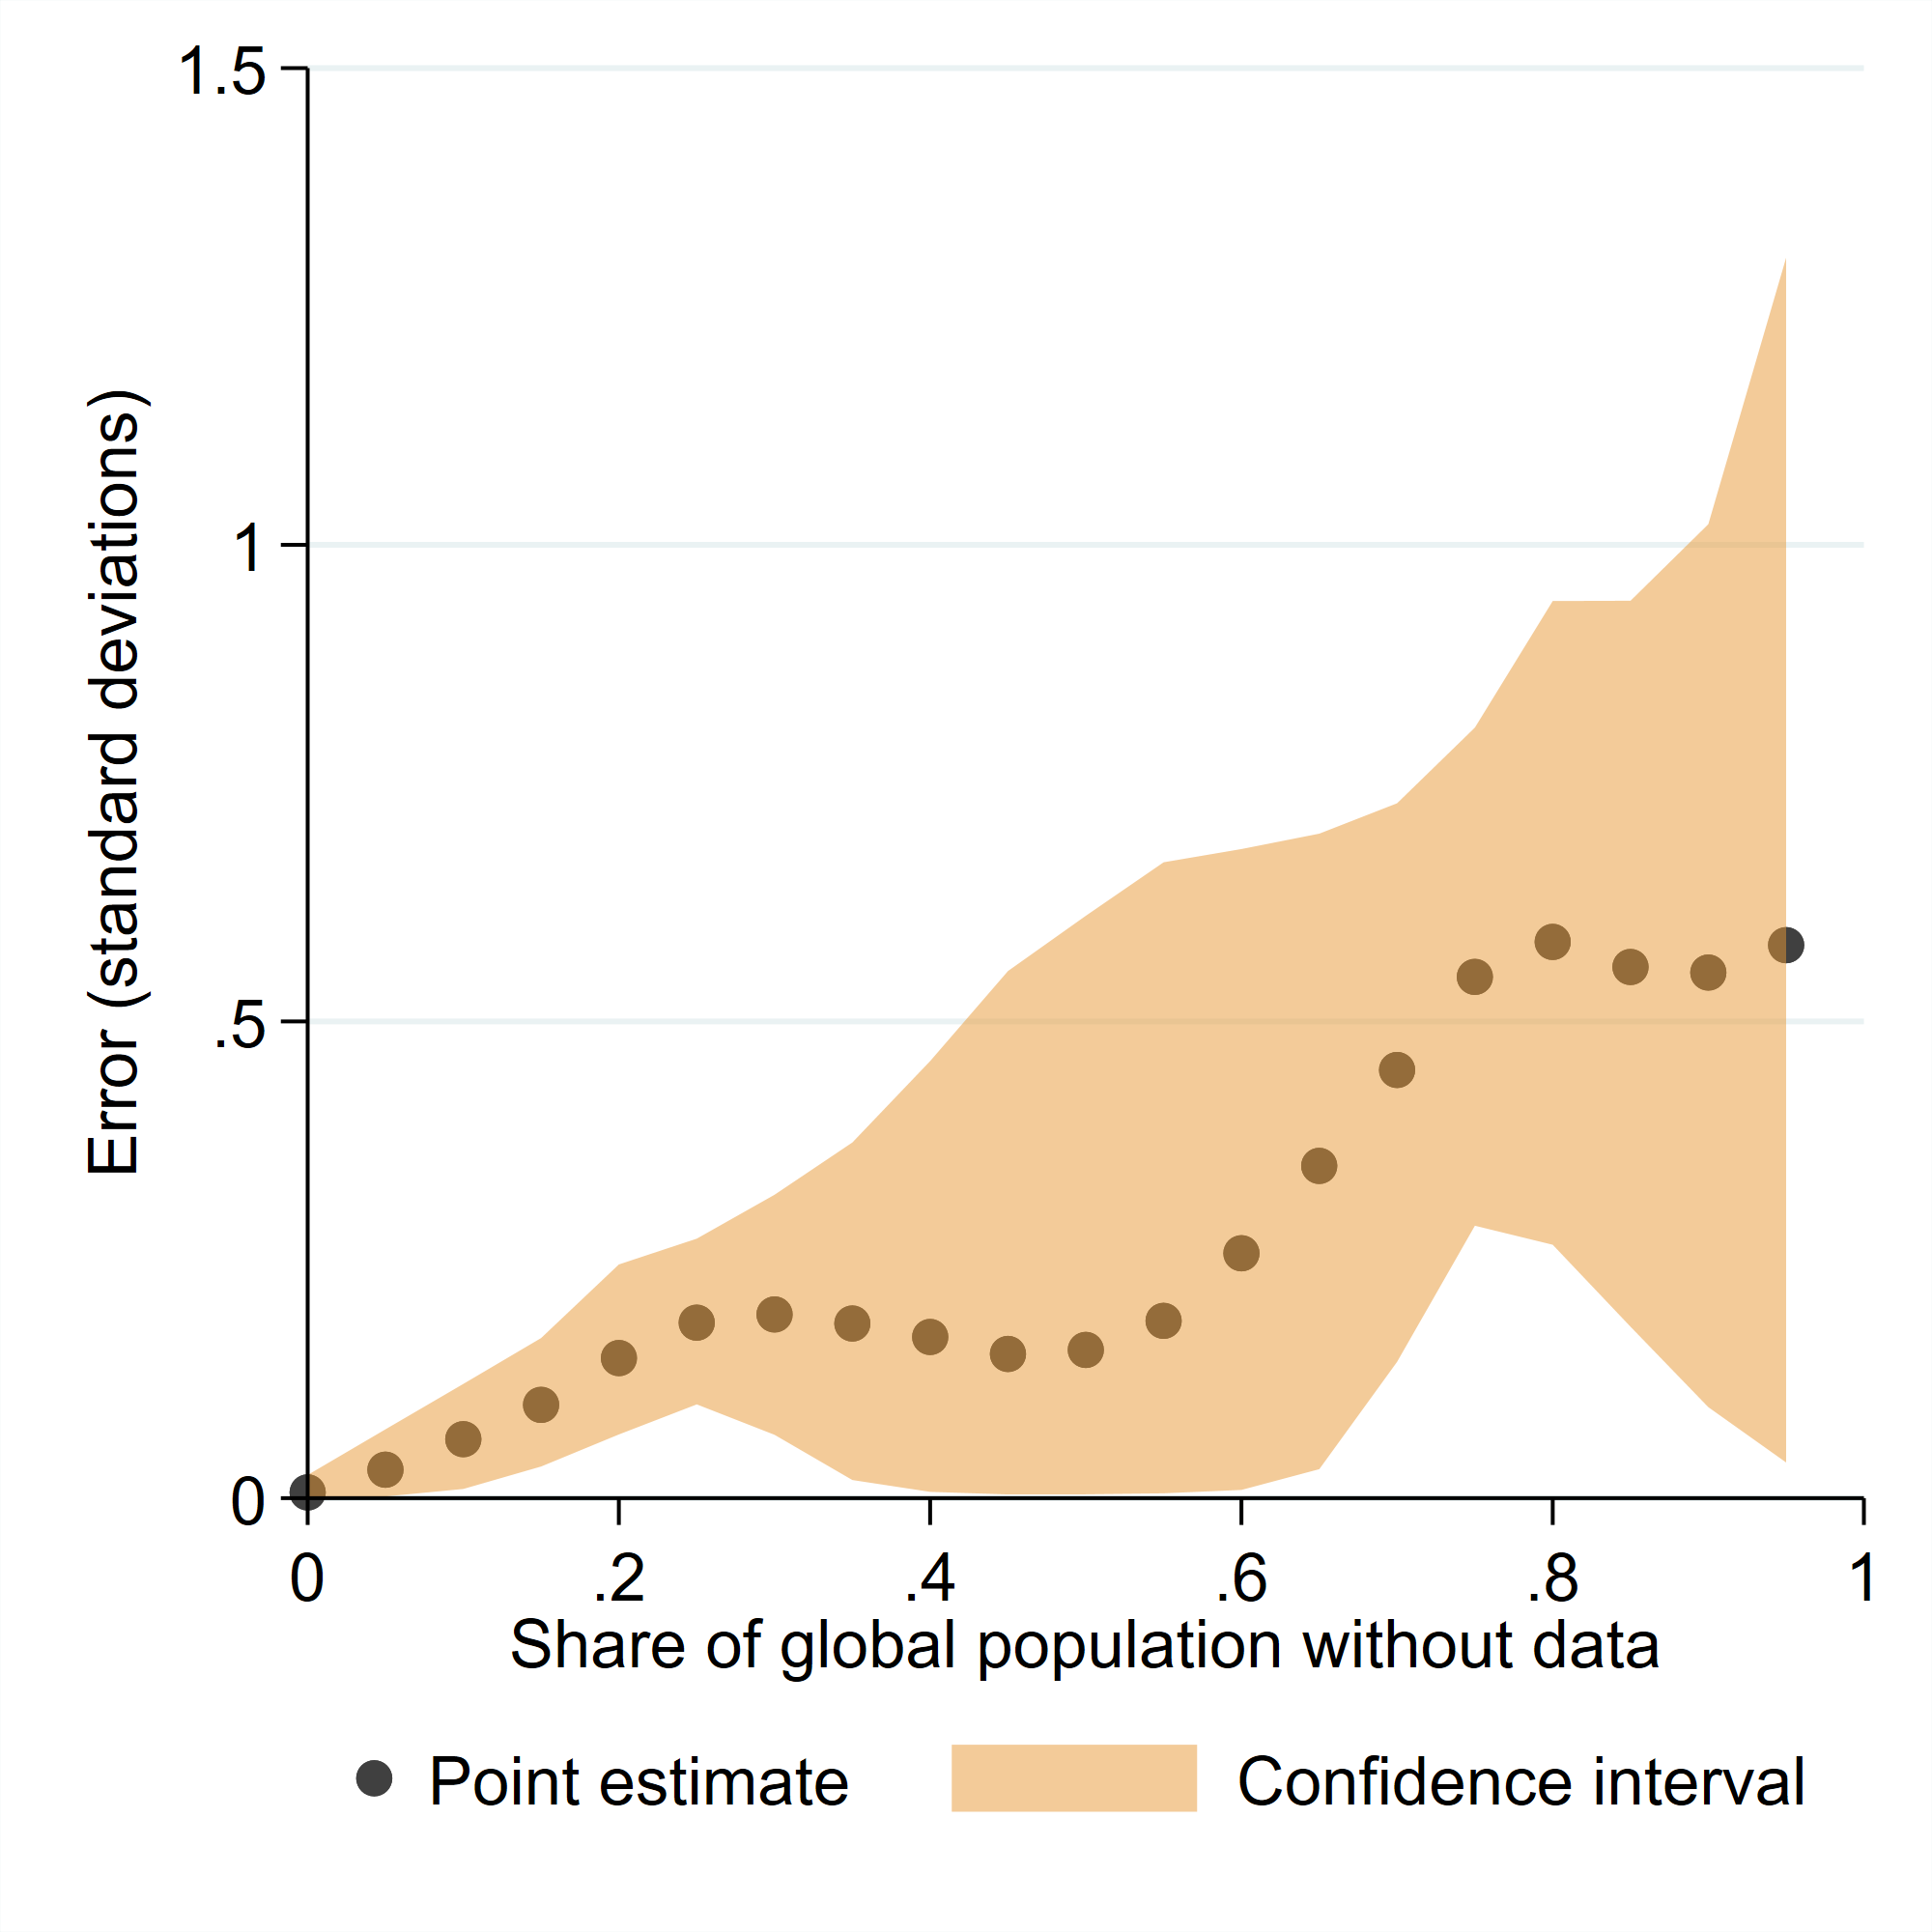 1.5
1
.5
0
Error (standard deviations)
0 .2 .4 .6 .8 1
Share of global population without data
Point estimate Confidence interval